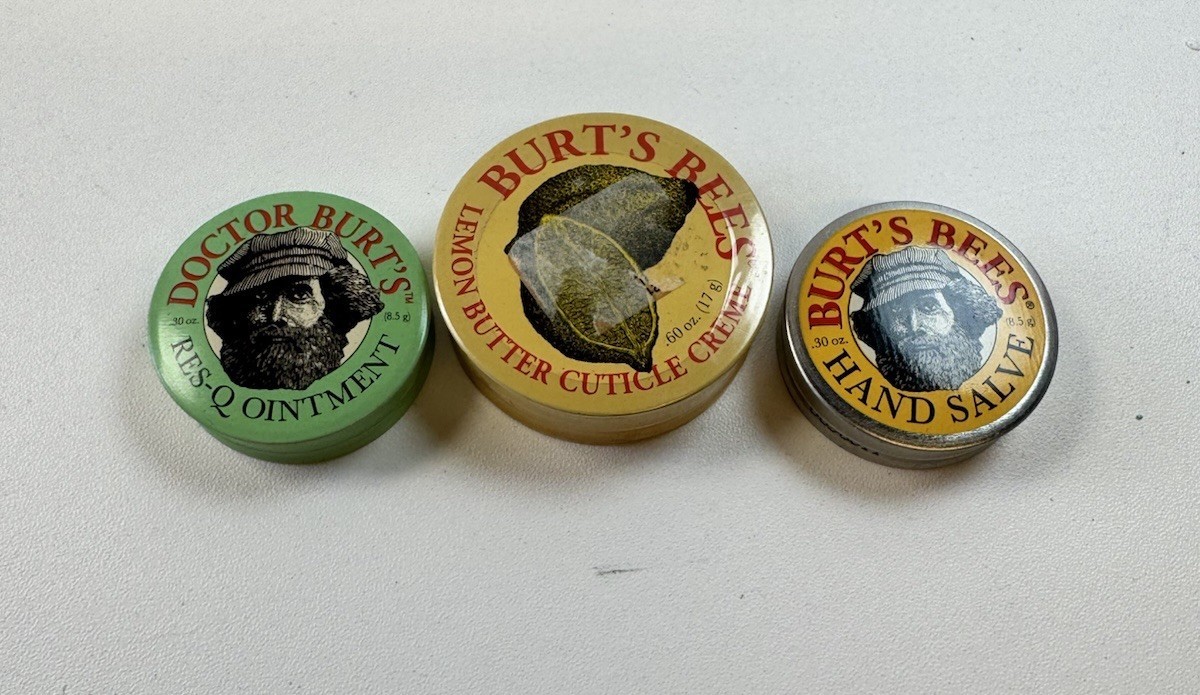 DOCTOR BURT'S™
.30 oz.
(8.5 g)
RES-Q OINTMENT
BURT'S BEES
LEMON BUTTER CUTICLE CREME
.60 oz. (17 g)
BURT'S BEES®
.30 oz.
(8.5 g)
HAND SALVE